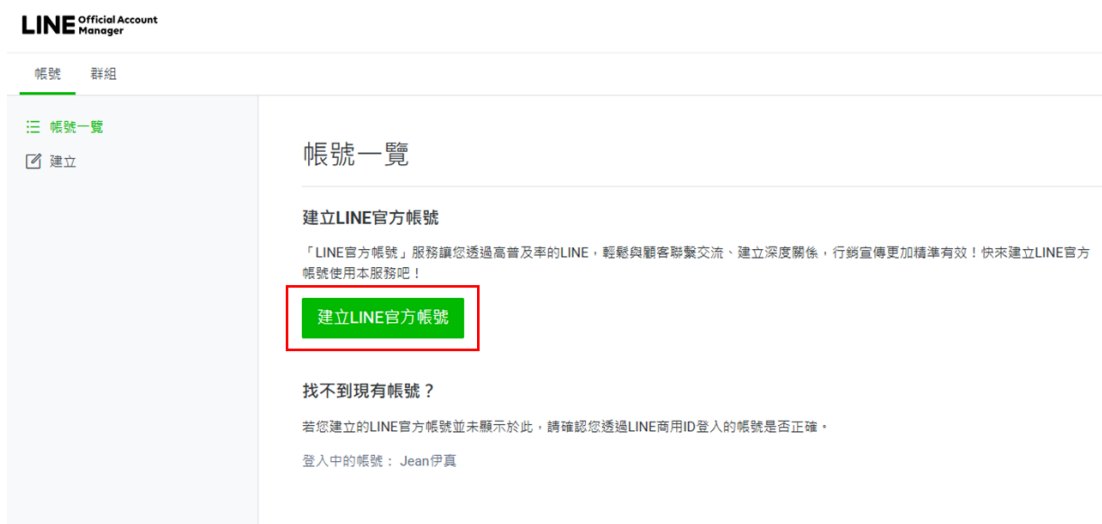 LINE Official Account Manager
帳號 群組
帳號一覽
建立
帳號一覽
建立LINE官方帳號
「LINE官方帳號」服務讓您透過高普及率的LINE，輕鬆與顧客聯繫交流、建立深度關係，行銷宣傳更加精準有效！快來建立LINE官方
帳號使用本服務吧！
建立LINE官方帳號
找不到現有帳號？
若您建立的LINE官方帳號並未顯示於此，請確認您透過LINE商用ID登入的帳號是否正確。
登入中的帳號： Jean伊真